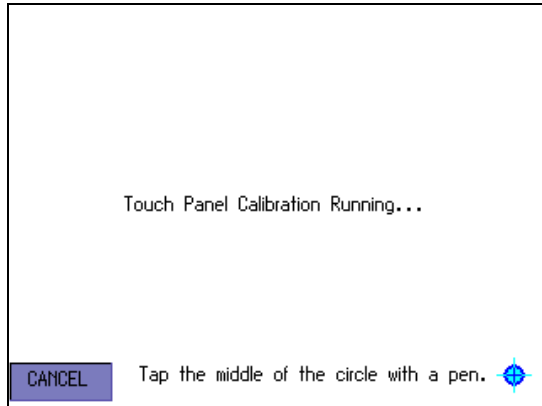 Touch Panel Calibration Running...
CANCEL
Tap the middle of the circle with a pen.